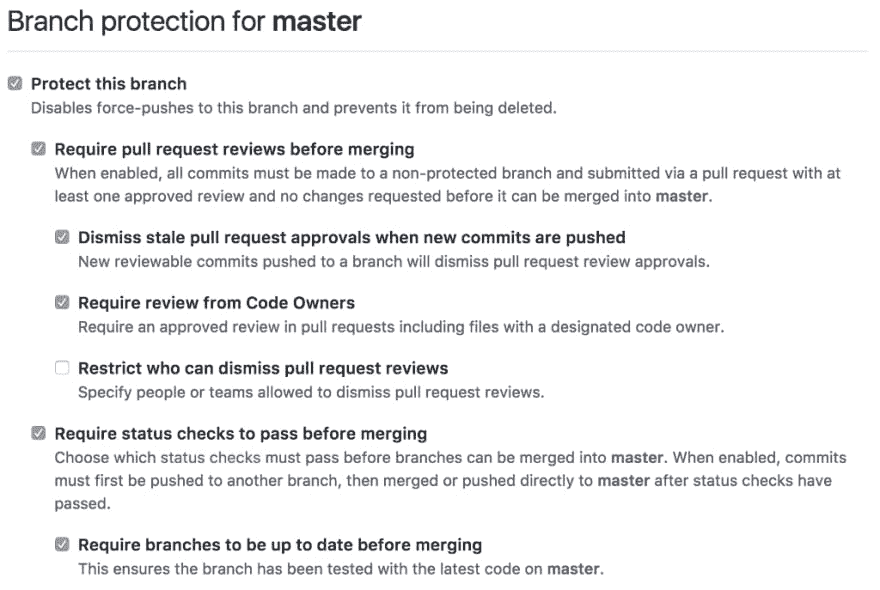 Branch protection for master
Protect this branch
Disables force-pushes to this branch and prevents it from being deleted.
Require pull request reviews before merging
When enabled, all commits must be made to a non-protected branch and submitted via a pull request with at
least one approved review and no changes requested before it can be merged into master.
Dismiss stale pull request approvals when new commits are pushed
New reviewable commits pushed to a branch will dismiss pull request review approvals.
Require review from Code Owners
Require an approved review in pull requests including files with a designated code owner.
Restrict who can dismiss pull request reviews
Specify people or teams allowed to dismiss pull request reviews.
Require status checks to pass before merging
Choose which status checks must pass before branches can be merged into master. When enabled, commits
must first be pushed to another branch, then merged or pushed directly to master after status checks have
passed.
Require branches to be up to date before merging
This ensures the branch has been tested with the latest code on master.